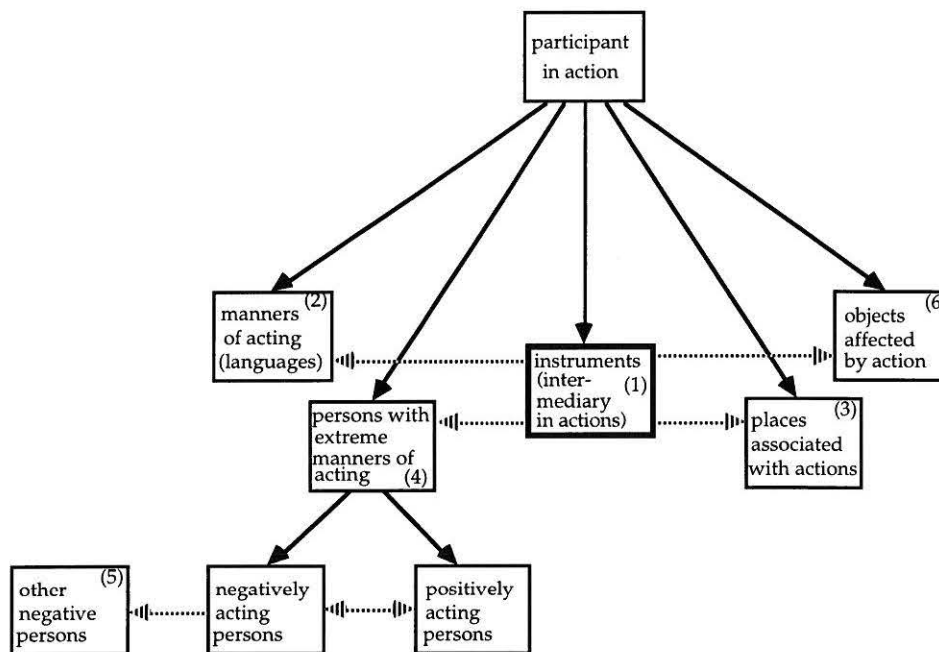 participant
in action
(2)
manners
of acting
(languages)
instruments
(inter-
mediary
in actions)
(1)
(6)
objects
affected
by action
persons with
extreme
manners of
acting
(4)
(3)
places
associated
with actions
(5)
other
negative
persons
negatively
acting
persons
positively
acting
persons